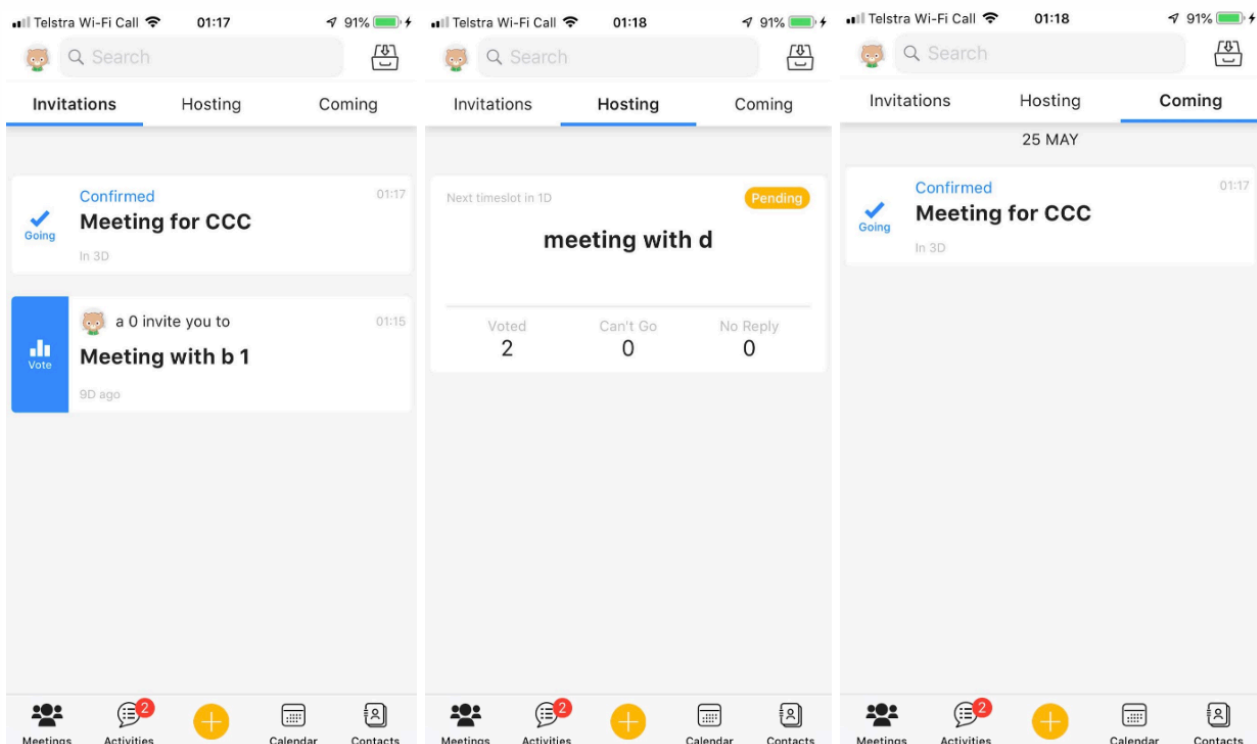 Telstra Wi-Fi Call 01:17 91%
Search
Invitations Hosting Coming
Confirmed 01:17
Meeting for CCC
Going
In 3D
a 0 invite you to 01:15
Meeting with b 1
Vote
9D ago
2
Meetings Activities Calendar Contacts
Telstra Wi-Fi Call 01:18 91%
Search
Invitations Hosting Coming
Next timeslot in 1D Pending
meeting with d
Voted Can't Go No Reply
2 0 0
2
Meetings Activities Calendar Contacts
Telstra Wi-Fi Call 01:18 91%
Search
Invitations Hosting Coming
25 MAY
Confirmed 01:17
Meeting for CCC
Going
In 3D
2
Meetings Activities Calendar Contacts